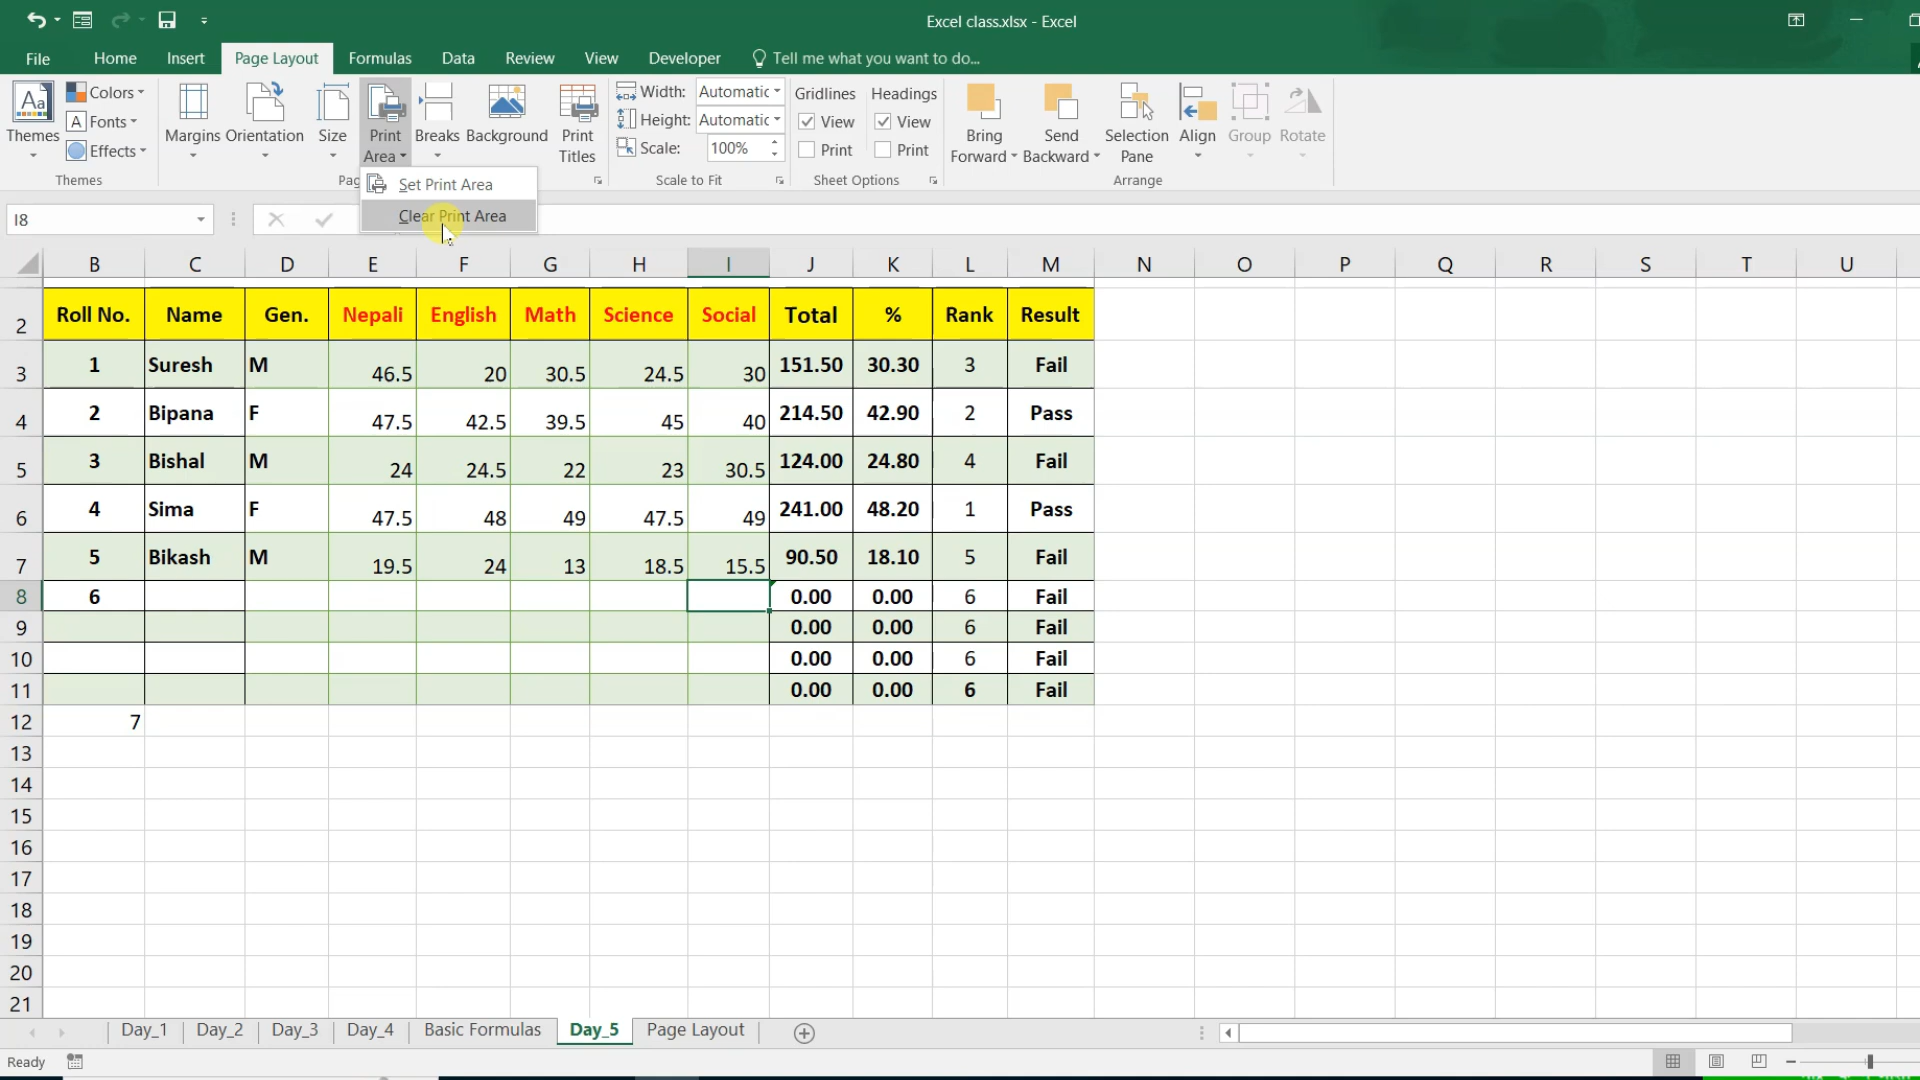 Excel class.xlsx - Excel
File Home Insert Page Layout Formulas Data Review View Developer Tell me what you want to do...
Aa Colors Width: Automatic Gridlines Headings
A Fonts Height: Automatic View View
Themes Effects Margins Orientation Size Print Area Breaks Background Print Titles Scale: 100% Print Print Bring Forward Send Backward Selection Pane Align Group Rotate
Themes Pag Scale to Fit Sheet Options Arrange
Set Print Area
Clear Print Area
I8
B C D E F G H I J K L M N O P Q R S T U
2 Roll No. Name Gen. Nepali English Math Science Social Total % Rank Result
3 1 Suresh M 46.5 20 30.5 24.5 30 151.50 30.30 3 Fail
4 2 Bipana F 47.5 42.5 39.5 45 40 214.50 42.90 2 Pass
5 3 Bishal M 24 24.5 22 23 30.5 124.00 24.80 4 Fail
6 4 Sima F 47.5 48 49 47.5 49 241.00 48.20 1 Pass
7 5 Bikash M 19.5 24 13 18.5 15.5 90.50 18.10 5 Fail
8 6 0.00 0.00 6 Fail
9 0.00 0.00 6 Fail
10 0.00 0.00 6 Fail
11 0.00 0.00 6 Fail
12 7
13
14
15
16
17
18
19
20
21
Day_1 Day_2 Day_3 Day_4 Basic Formulas Day_5 Page Layout
Ready